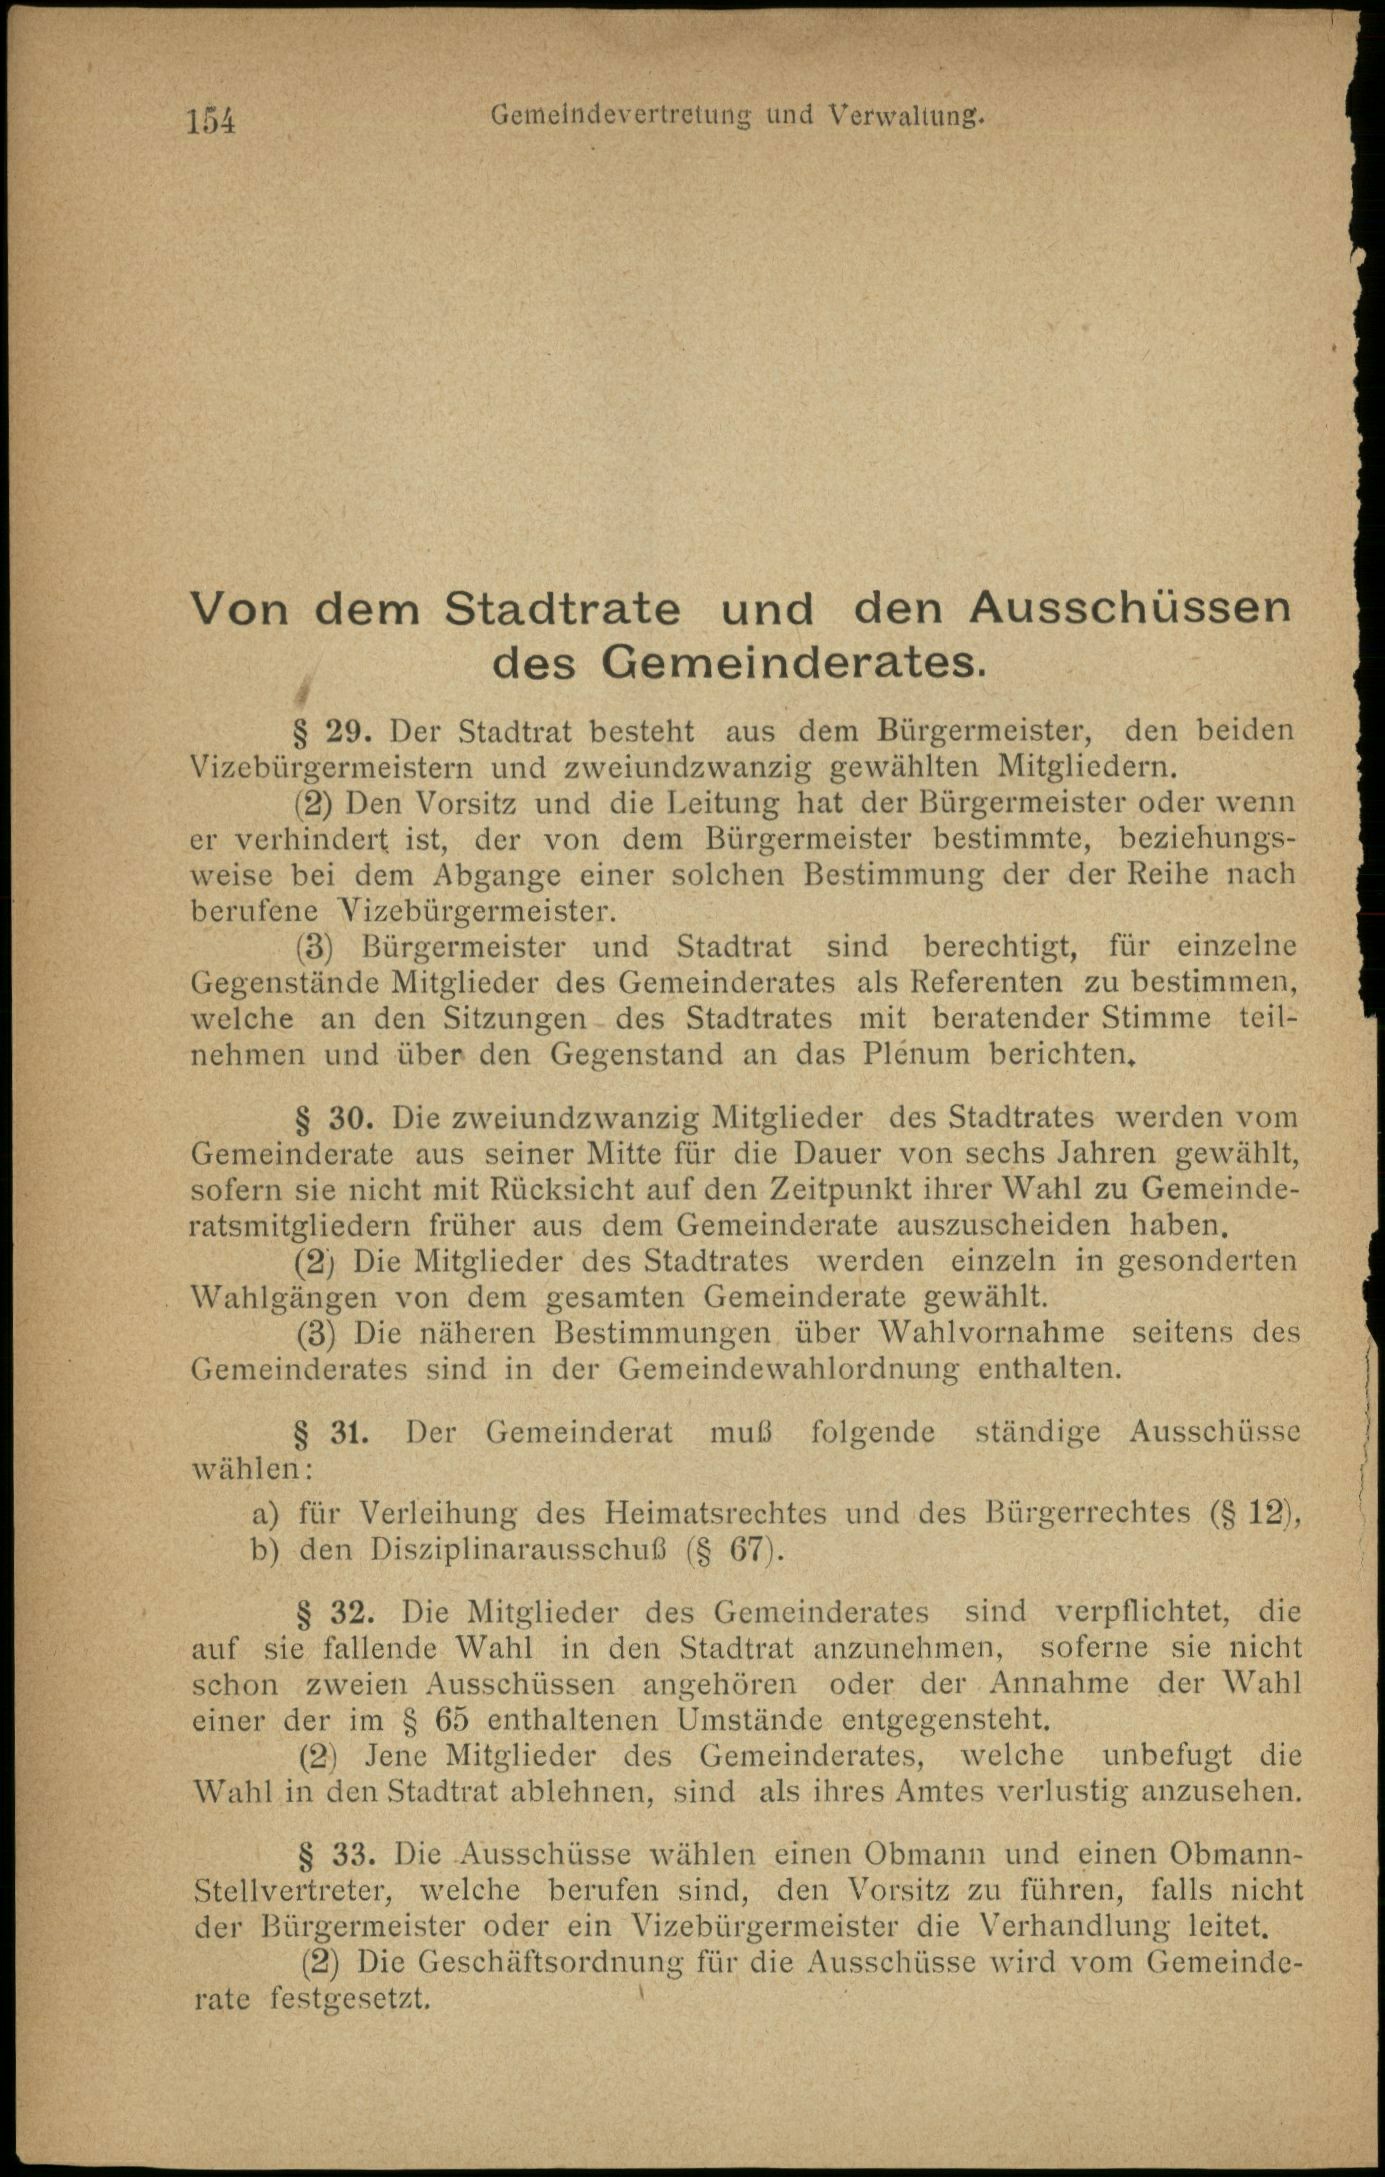 154
Gemeindevertretung und Verwaltung.
Von dem Stadtrate und den Ausschüssen
des Gemeinderates.
§ 29. Der Stadtrat besteht aus dem Bürgermeister, den beiden
Vizebürgermeistern und zweiundzwanzig gewählten Mitgliedern.
(2) Den Vorsitz und die Leitung hat der Bürgermeister oder wenn
er verhindert ist, der von dem Bürgermeister bestimmte, beziehungs-
weise bei dem Abgange einer solchen Bestimmung der der Reihe nach
berufene Vizebürgermeister.
(3) Bürgermeister und Stadtrat sind berechtigt, für einzelne
Gegenstände Mitglieder des Gemeinderates als Referenten zu bestimmen,
welche an den Sitzungen des Stadtrates mit beratender Stimme teil-
nehmen und über den Gegenstand an das Plenum berichten.
§ 30. Die zweiundzwanzig Mitglieder des Stadtrates werden vom
Gemeinderate aus seiner Mitte für die Dauer von sechs Jahren gewählt,
sofern sie nicht mit Rücksicht auf den Zeitpunkt ihrer Wahl zu Gemeinde-
ratsmitgliedern früher aus dem Gemeinderate auszuscheiden haben.
(2) Die Mitglieder des Stadtrates werden einzeln in gesonderten
Wahlgängen von dem gesamten Gemeinderate gewählt.
(3) Die näheren Bestimmungen über Wahlvornahme seitens des
Gemeinderates sind in der Gemeindewahlordnung enthalten.
§ 31. Der Gemeinderat muß folgende ständige Ausschüsse
wählen:
a) für Verleihung des Heimatsrechtes und des Bürgerrechtes (§ 12),
b) den Disziplinarausschuß (§ 67).
§ 32. Die Mitglieder des Gemeinderates sind verpflichtet, die
auf sie fallende Wahl in den Stadtrat anzunehmen, soferne sie nicht
schon zweien Ausschüssen angehören oder der Annahme der Wahl
einer der im § 65 enthaltenen Umstände entgegensteht.
(2) Jene Mitglieder des Gemeinderates, welche unbefugt die
Wahl in den Stadtrat ablehnen, sind als ihres Amtes verlustig anzusehen.
§ 33. Die Ausschüsse wählen einen Obmann und einen Obmann-
Stellvertreter, welche berufen sind, den Vorsitz zu führen, falls nicht
der Bürgermeister oder ein Vizebürgermeister die Verhandlung leitet.
(2) Die Geschäftsordnung für die Ausschüsse wird vom Gemeinde-
rate festgesetzt.